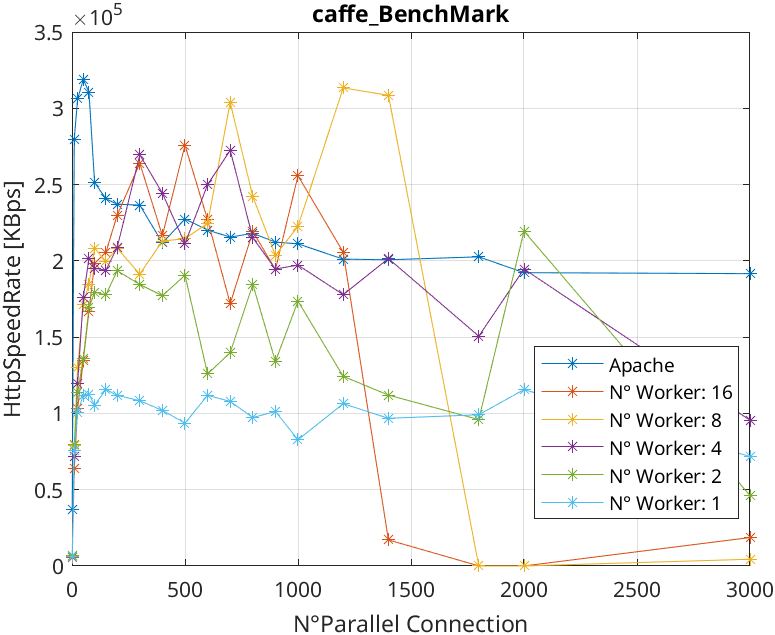 caffe_BenchMark
×10^5
3.5
3
2.5
2
1.5
1
0.5
0
HttpSpeedRate [KBps]
Apache
N° Worker: 16
N° Worker: 8
N° Worker: 4
N° Worker: 2
N° Worker: 1
0 500 1000 1500 2000 2500 3000
N°Parallel Connection